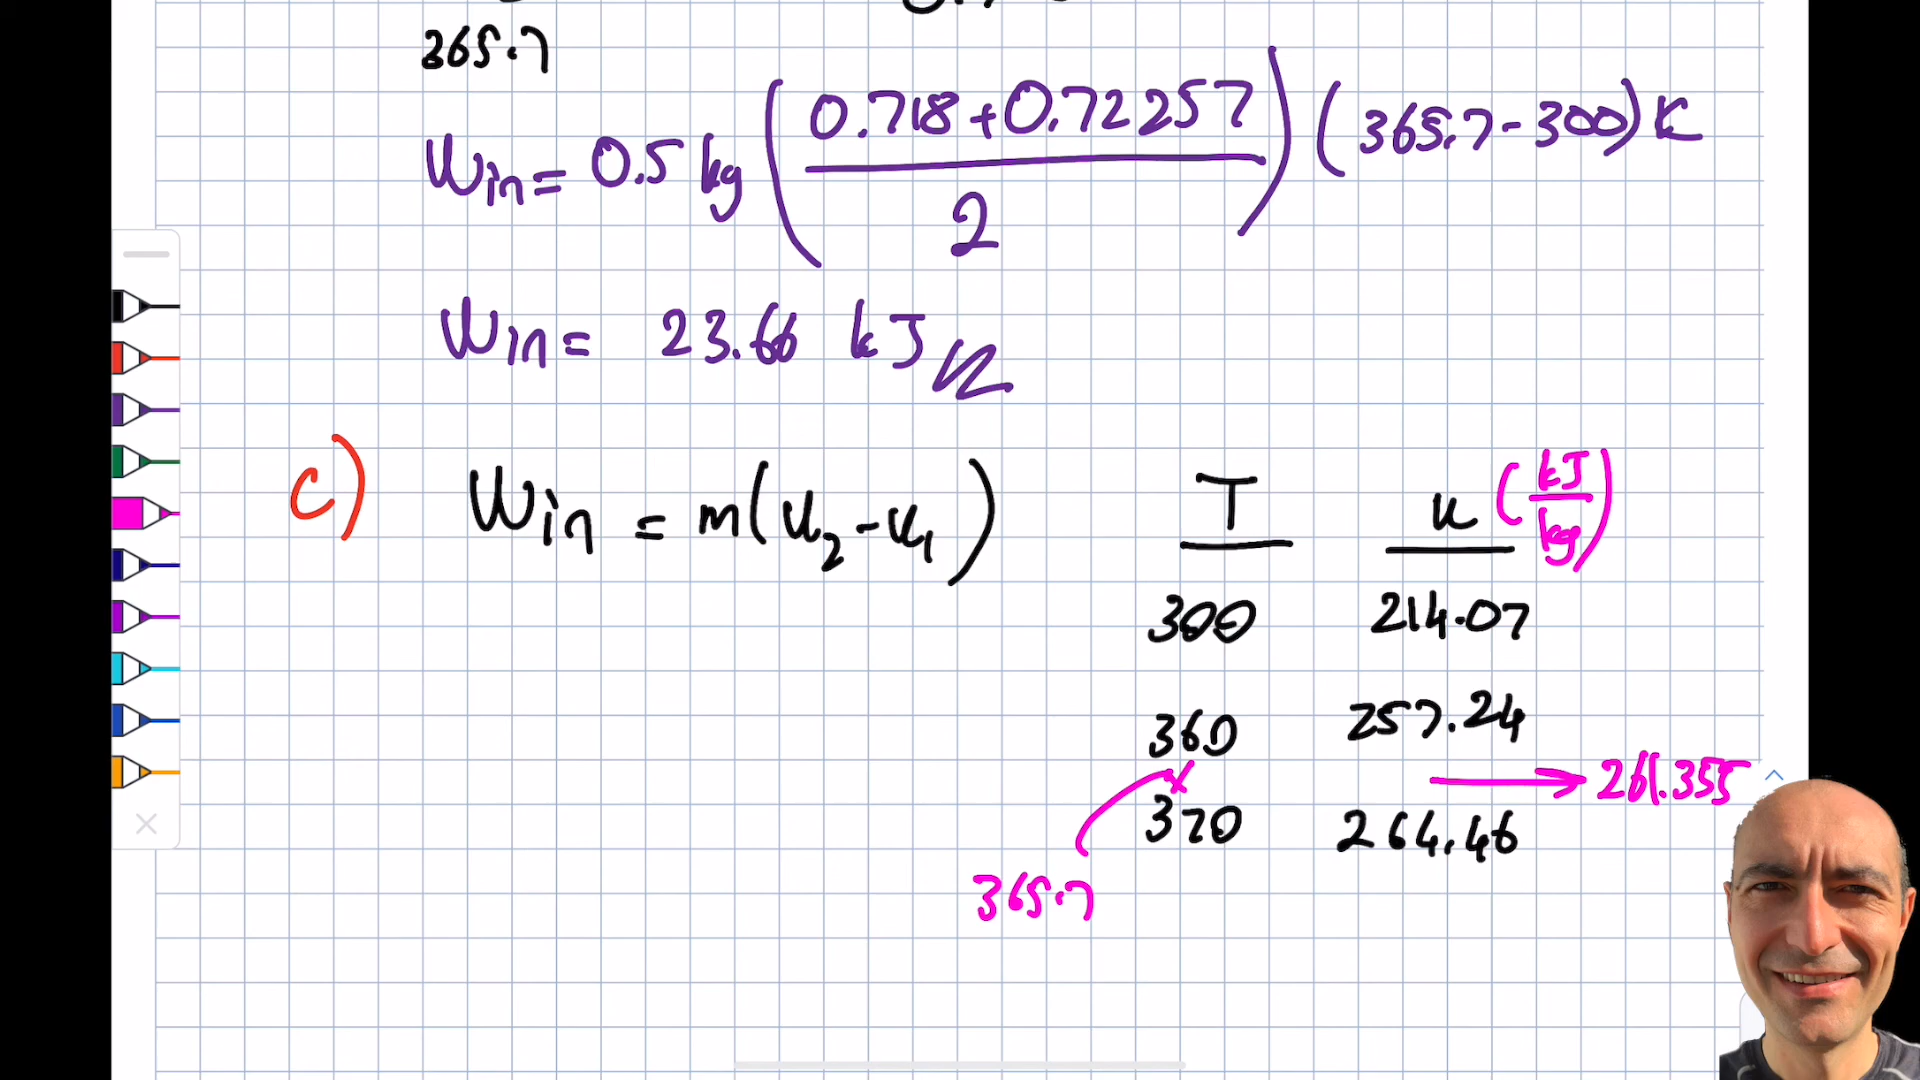 365.7
Win = 0.5 kg (0.718+0.72257 / 2) (365.7-300) K
Win = 23.66 kJ
c) Win = m(u2-u1)
T u (kJ/kg)
300 214.07
360 257.24
→ 261.355
370 264.46
365.7